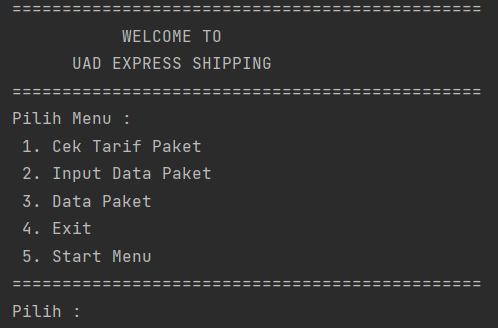 ===============================================
WELCOME TO
UAD EXPRESS SHIPPING
===============================================
Pilih Menu :
1. Cek Tarif Paket
2. Input Data Paket
3. Data Paket
4. Exit
5. Start Menu
===============================================
Pilih :